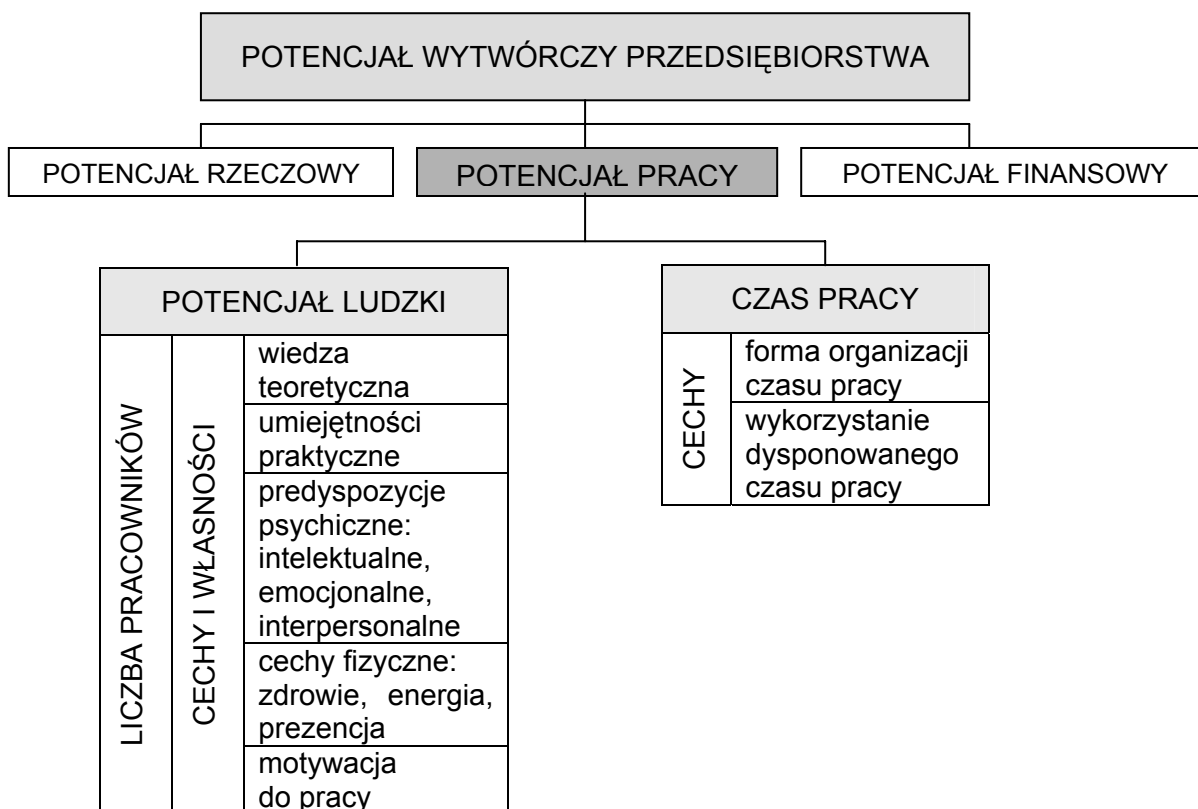 POTENCJAŁ WYTWÓRCZY PRZEDSIĘBIORSTWA
POTENCJAŁ RZECZOWY
POTENCJAŁ PRACY
POTENCJAŁ FINANSOWY
POTENCJAŁ LUDZKI
LICZBA PRACOWNIKÓW
CECHY I WŁASNOŚCI
wiedza
teoretyczna
umiejętności
praktyczne
predyspozycje
psychiczne:
intelektualne,
emocjonalne,
interpersonalne
cechy fizyczne:
zdrowie, energia,
prezencja
motywacja
do pracy
CZAS PRACY
CECHY
forma organizacji
czasu pracy
wykorzystanie
dysponowanego
czasu pracy